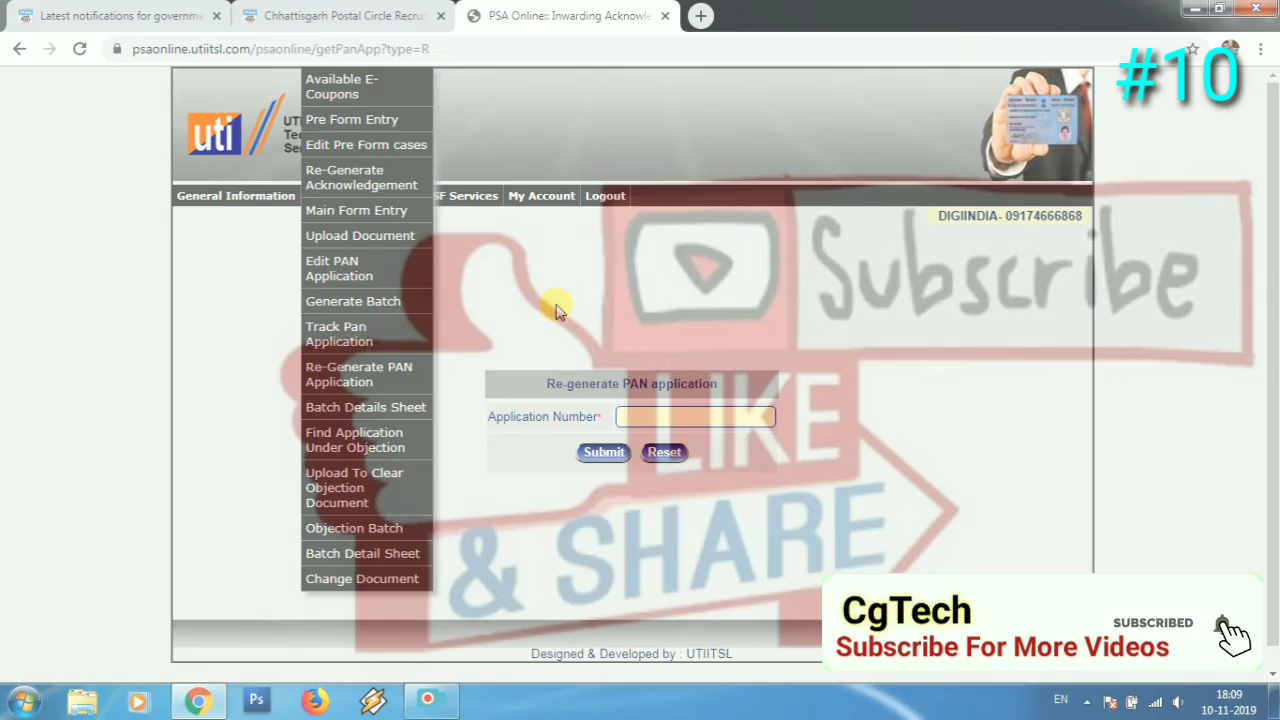 Latest notifications for governme
Chhattisgarh Postal Circle Recrui
PSA Online:: Inwarding Acknowle
psaonline.utiitsl.com/psaonline/getPanApp?type=R
#10
uti
UT
Tec
Ser
Available E-
Coupons
Pre Form Entry
Edit Pre Form cases
Re-Generate
Acknowledgement
Main Form Entry
Upload Document
Edit PAN
Application
Generate Batch
Track Pan
Application
Re-Generate PAN
Application
Batch Details Sheet
Find Application
Under Objection
Upload To Clear
Objection
Document
Objection Batch
Batch Detail Sheet
Change Document
General Information
SF Services
My Account
Logout
DIGIINDIA- 09174666868
Subscribe
Re-generate PAN application
Application Number*
Submit
Reset
LIKE
& SHARE
CgTech
SUBSCRIBED
Subscribe For More Videos
Designed & Developed by : UTIITSL
Ps
EN
18:09
10-11-2019